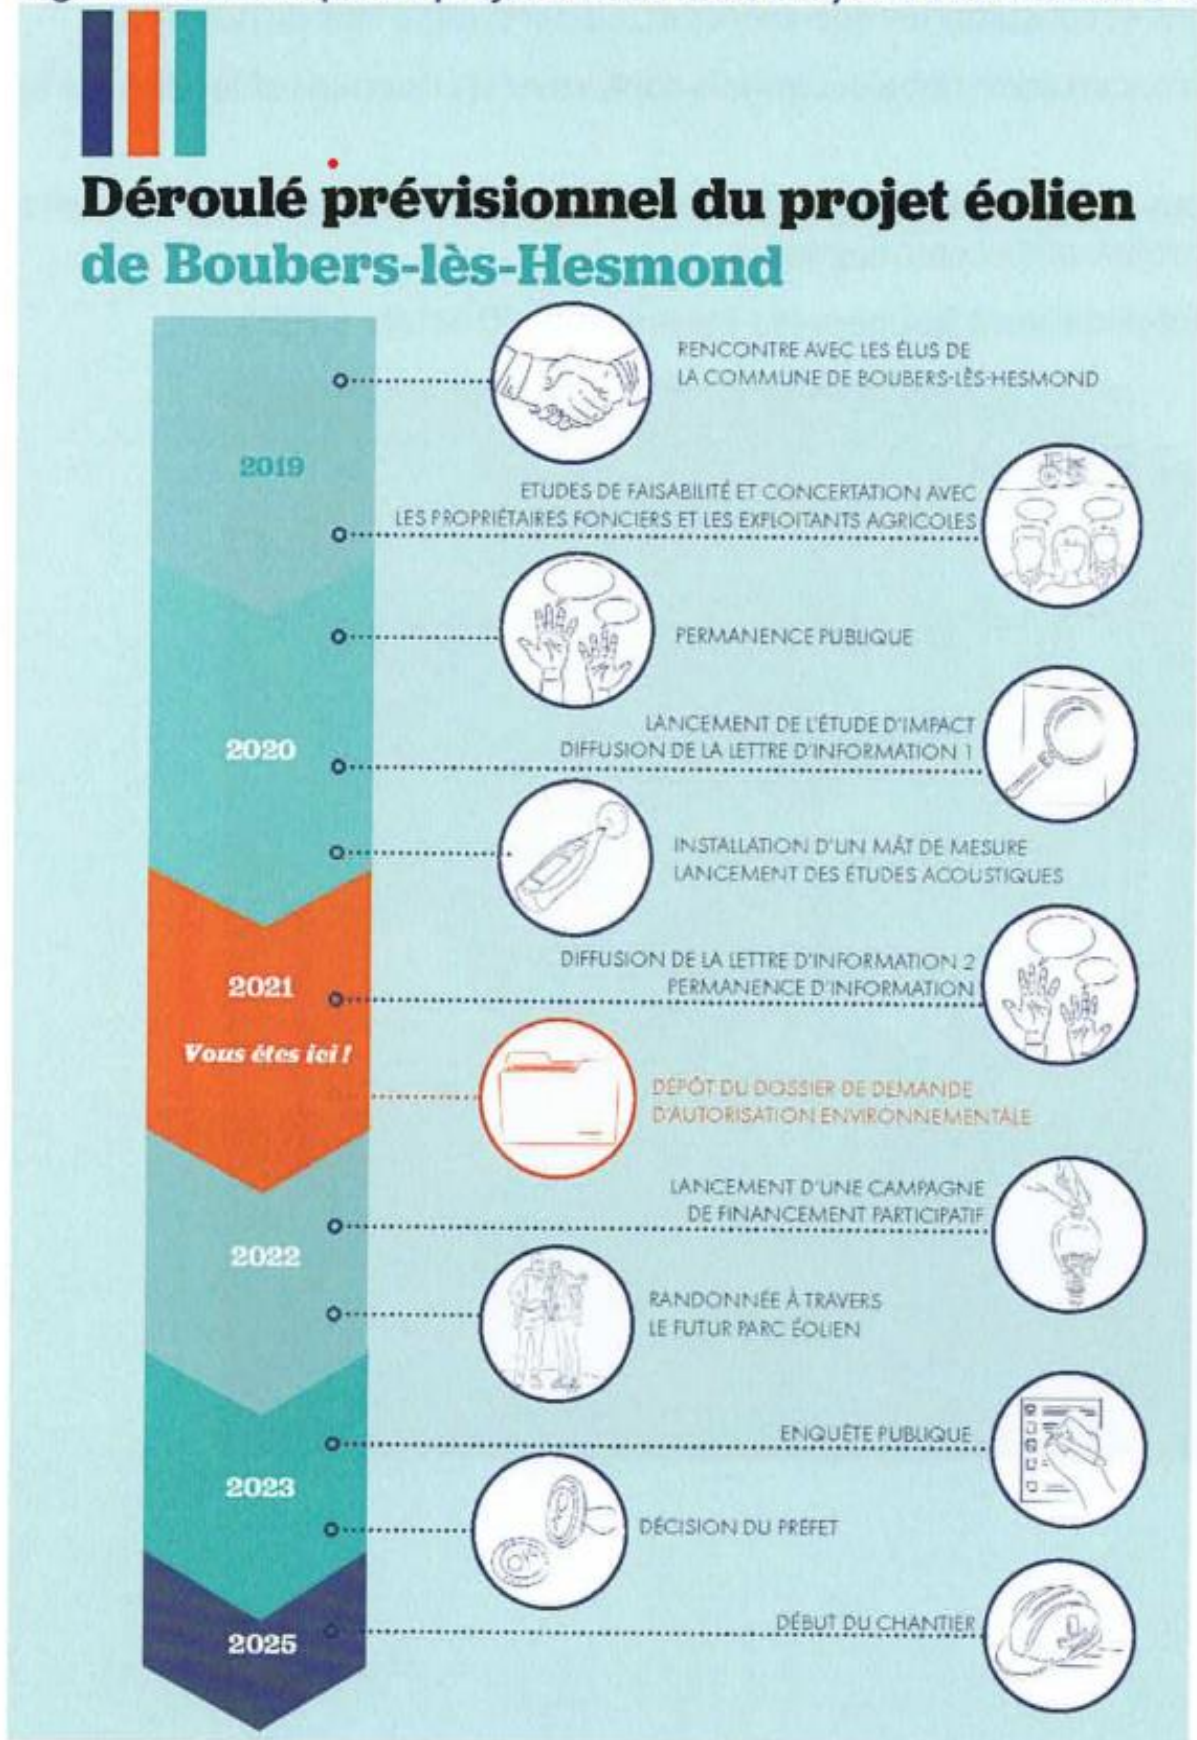 Déroulé prévisionnel du projet éolien
de Boubers-lès-Hesmond
RENCONTRE AVEC LES ÉLUS DE
LA COMMUNE DE BOUBERS-LÈS-HESMOND
2019
ETUDES DE FAISABILITÉ ET CONCERTATION AVEC
LES PROPRIÉTAIRES FONCIERS ET LES EXPLOITANTS AGRICOLES
PERMANENCE PUBLIQUE
2020
LANCEMENT DE L'ÉTUDE D'IMPACT
DIFFUSION DE LA LETTRE D'INFORMATION 1
INSTALLATION D'UN MÂT DE MESURE
LANCEMENT DES ÉTUDES ACOUSTIQUES
2021
DIFFUSION DE LA LETTRE D'INFORMATION 2
PERMANENCE D'INFORMATION
Vous êtes ici !
DÉPÔT DU DOSSIER DE DEMANDE
D'AUTORISATION ENVIRONNEMENTALE
LANCEMENT D'UNE CAMPAGNE
DE FINANCEMENT PARTICIPATIF
2022
RANDONNÉE À TRAVERS
LE FUTUR PARC ÉOLIEN
ENQUÊTE PUBLIQUE
2023
DÉCISION DU PRÉFET
DÉBUT DU CHANTIER
2025